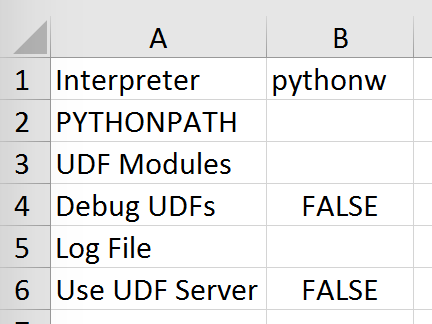 A B
1 Interpreter pythonw
2 PYTHONPATH
3 UDF Modules
4 Debug UDFs FALSE
5 Log File
6 Use UDF Server FALSE